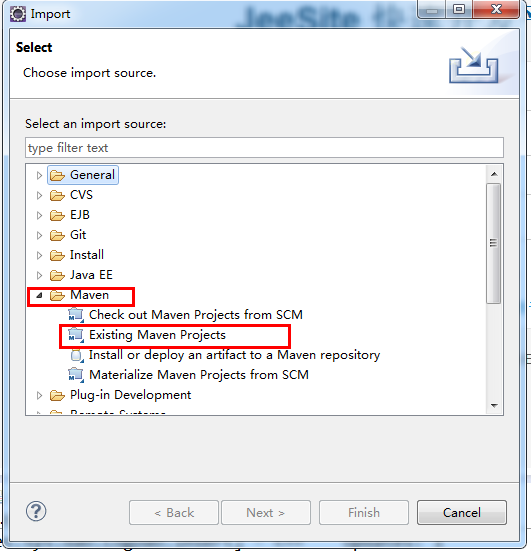 JeeSite
Import
Select
Choose import source.
Select an import source:
type filter text
General
CVS
EJB
Git
Install
Java EE
Maven
Check out Maven Projects from SCM
Existing Maven Projects
Install or deploy an artifact to a Maven repository
Materialize Maven Projects from SCM
Plug-in Development
Remote Systems
< Back
Next >
Finish
Cancel